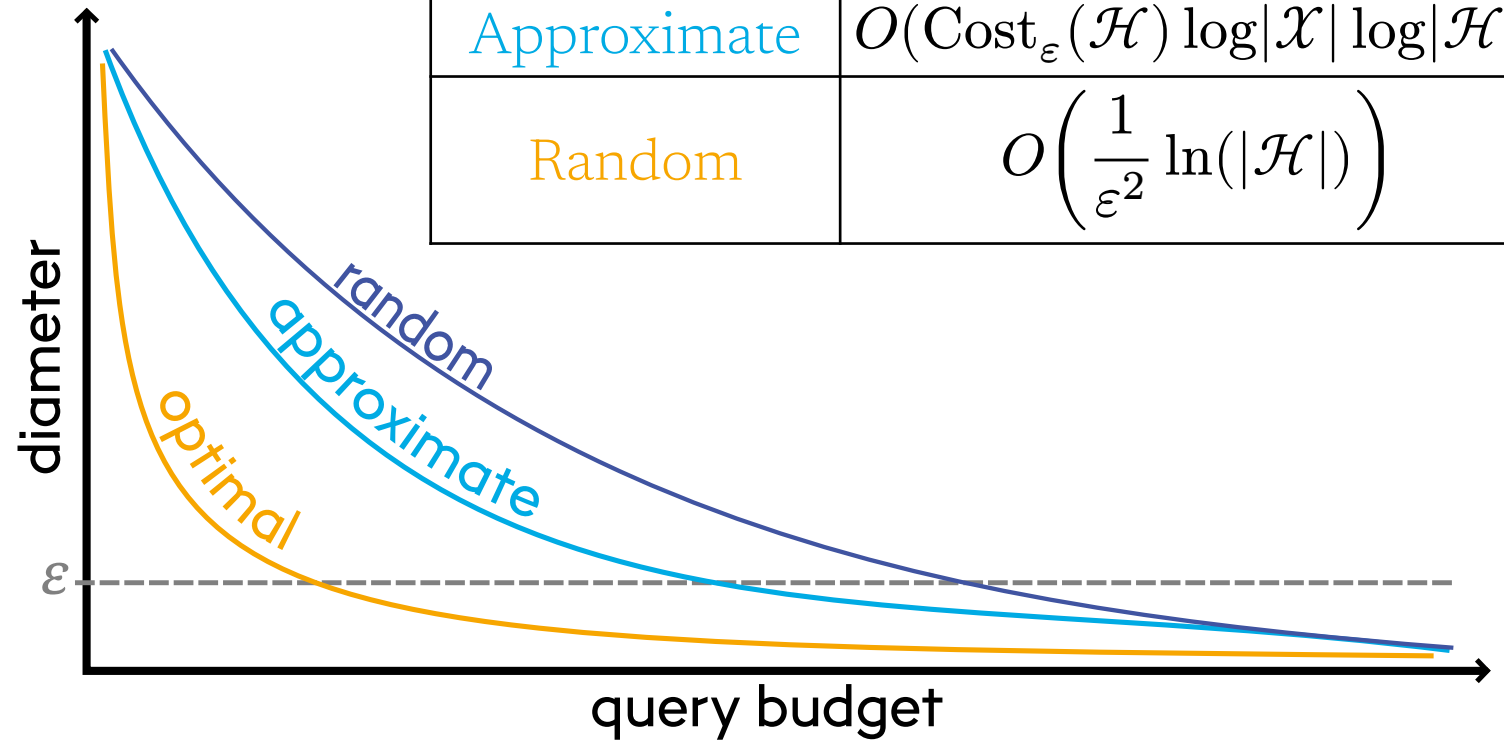 Approximate O(Cost_ε(ℋ) log|𝒳| log|ℋ
Random O(1/ε² ln(|ℋ|))
random
approximate
optimal
diameter
ε
query budget